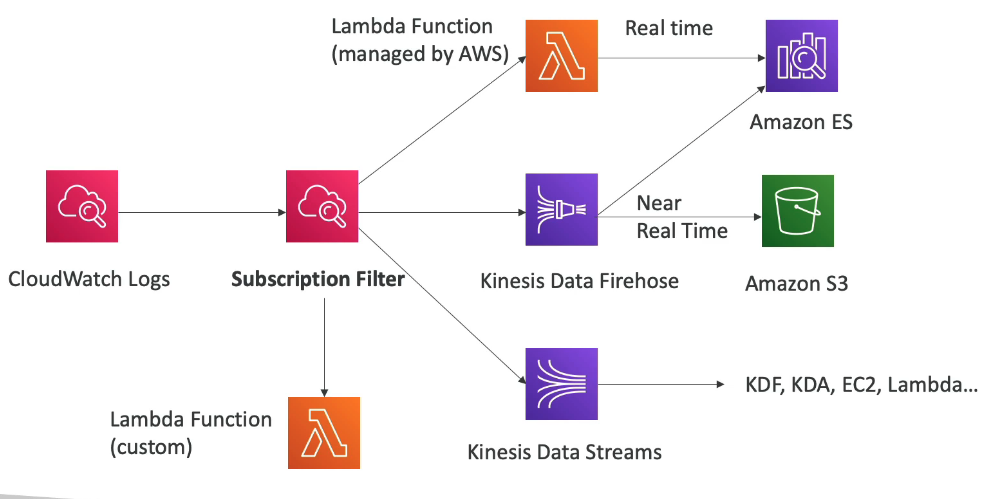 Lambda Function
(managed by AWS)
Real time
Amazon ES
CloudWatch Logs
Subscription Filter
Near
Real Time
Kinesis Data Firehose
Amazon S3
Lambda Function
(custom)
Kinesis Data Streams
KDF, KDA, EC2, Lambda...